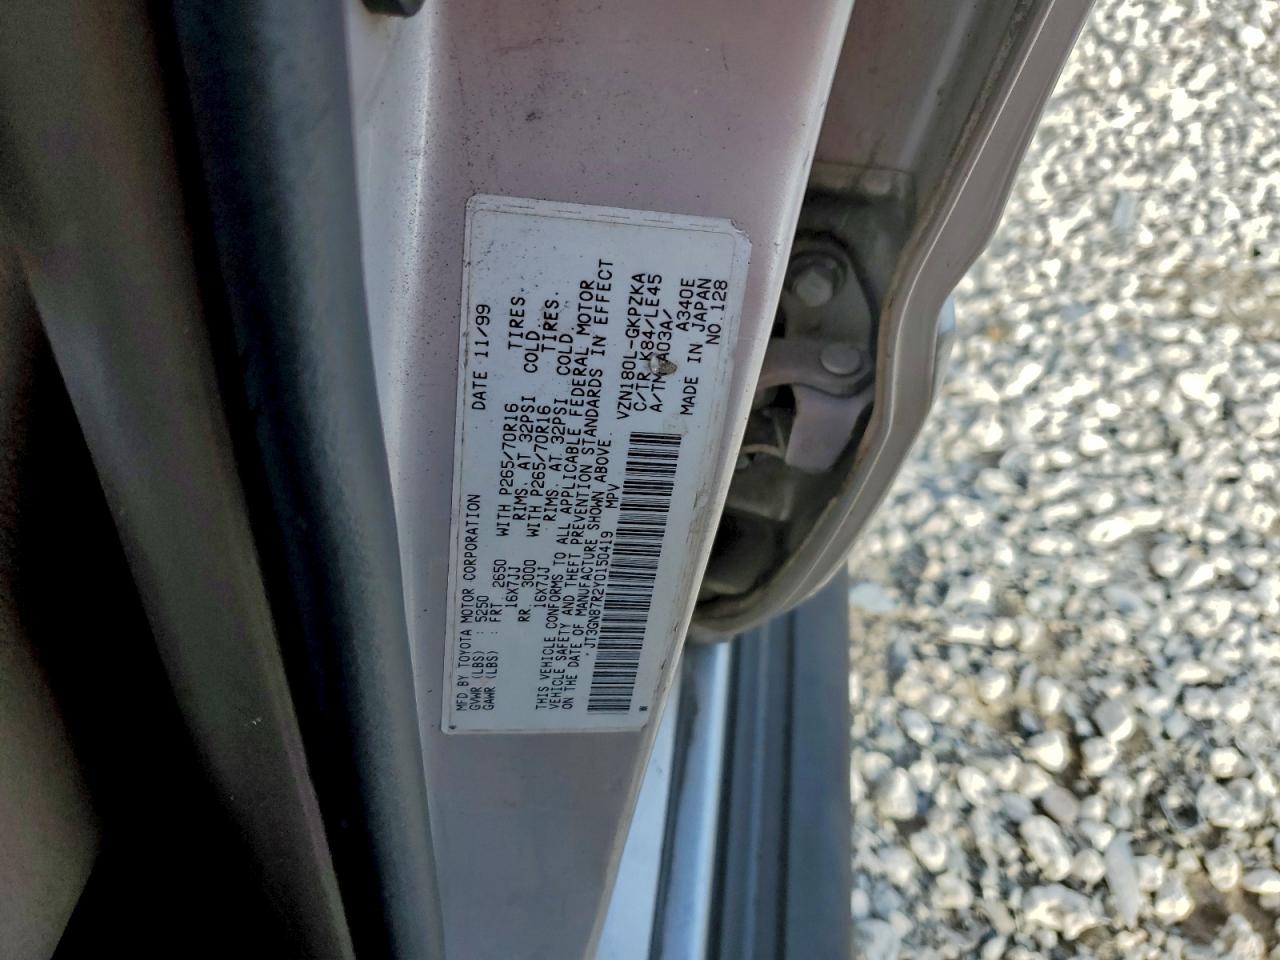 MFD. BY TOYOTA MOTOR CORPORATION DATE 11/99
GVWR (LBS) : 5250
GAWR (LBS) : FRT 2650 WITH P265/70R16 TIRES
16X7JJ RIMS. AT 32PSI COLD.
RR. 3000 WITH P265/70R16 TIRES.
16X7JJ RIMS. AT 32PSI COLD.
THIS VEHICLE CONFORMS TO ALL APPLICABLE FEDERAL MOTOR
VEHICLE SAFETY AND THEFT PREVENTION STANDARDS IN EFFECT
ON THE DATE OF MANUFACTURE SHOWN ABOVE.
JT3GN87R2Y0150419 MPV
VZN180L-GKPZKA
C/TR K84/LE45
A/TM A03A/
A340E
MADE IN JAPAN
NO. 128